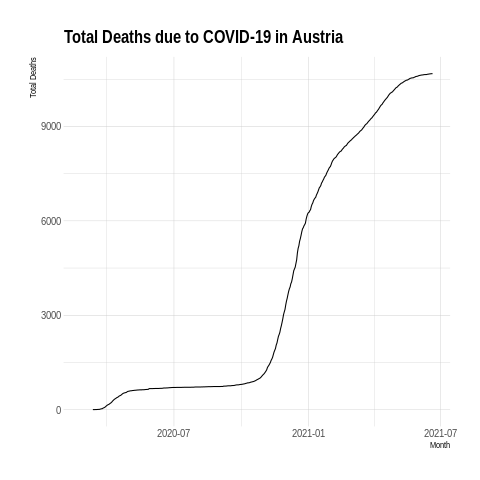 Total Deaths due to COVID-19 in Austria
Total Deaths
9000
6000
3000
0
2020-07
2021-01
2021-07
Month